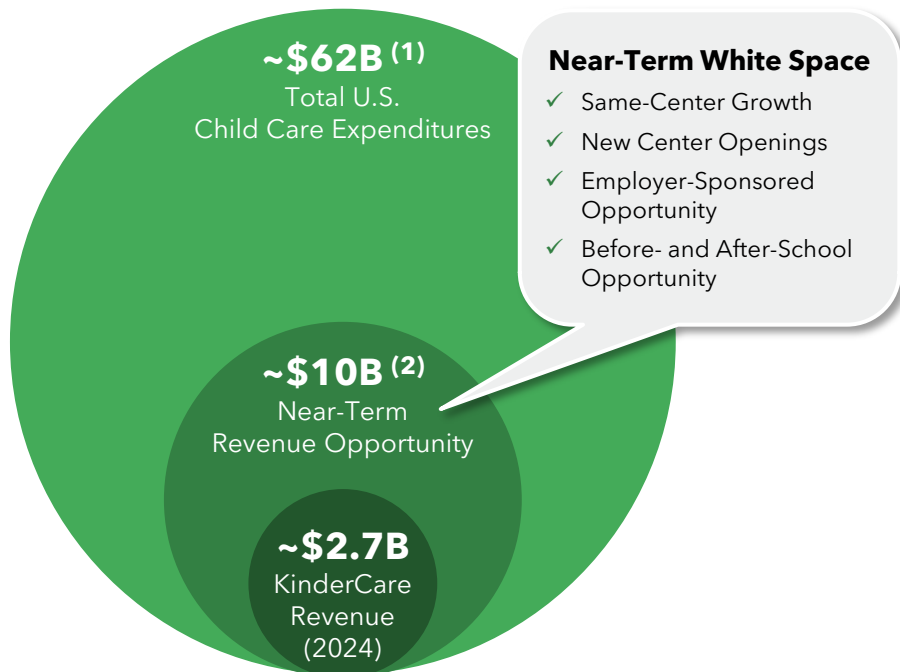 ~$62B (1)
Total U.S.
Child Care Expenditures
Near-Term White Space
✓ Same-Center Growth
✓ New Center Openings
✓ Employer-Sponsored
Opportunity
✓ Before- and After-School
Opportunity
~$10B (2)
Near-Term
Revenue Opportunity
~$2.7B
KinderCare
Revenue
(2024)